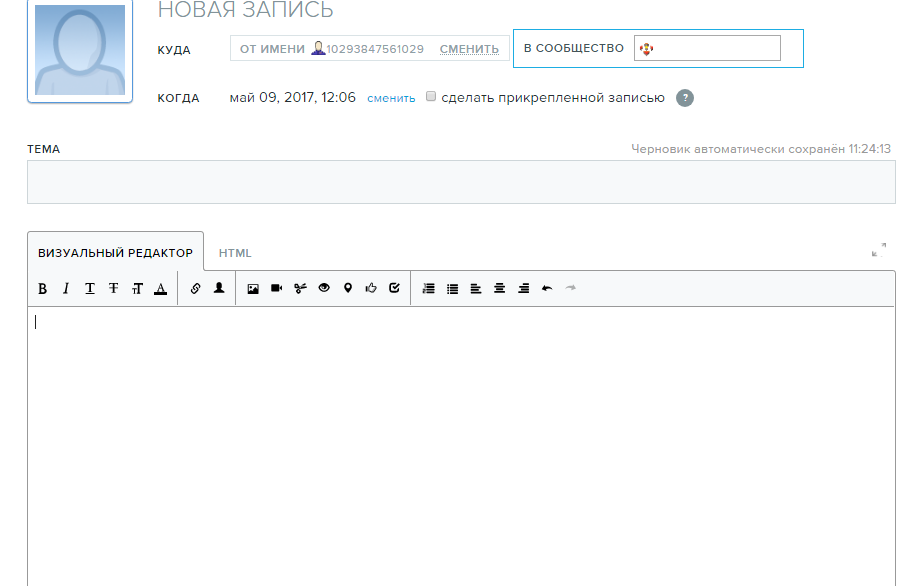 НОВАЯ ЗАПИСЬ
КУДА
ОТ ИМЕНИ 10293847561029 СМЕНИТЬ
В СООБЩЕСТВО
КОГДА
май 09, 2017, 12:06 сменить сделать прикрепленной записью ?
ТЕМА
Черновик автоматически сохранён 11:24:13
ВИЗУАЛЬНЫЙ РЕДАКТОР HTML
B I T T тT A